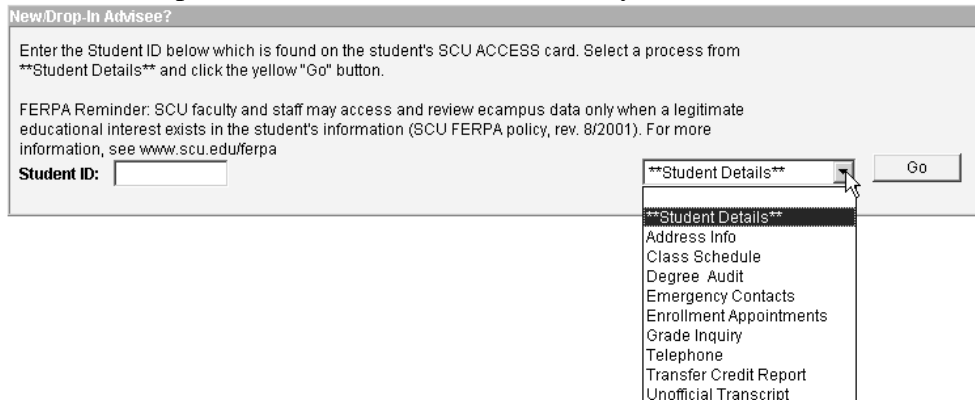 New/Drop-In Advisee?
Enter the Student ID below which is found on the student's SCU ACCESS card. Select a process from
**Student Details** and click the yellow "Go" button.
FERPA Reminder: SCU faculty and staff may access and review ecampus data only when a legitimate
educational interest exists in the student's information (SCU FERPA policy, rev. 8/2001). For more
information, see www.scu.edu/ferpa
Student ID:
**Student Details**
Go
**Student Details**
Address Info
Class Schedule
Degree Audit
Emergency Contacts
Enrollment Appointments
Grade Inquiry
Telephone
Transfer Credit Report
Unofficial Transcript